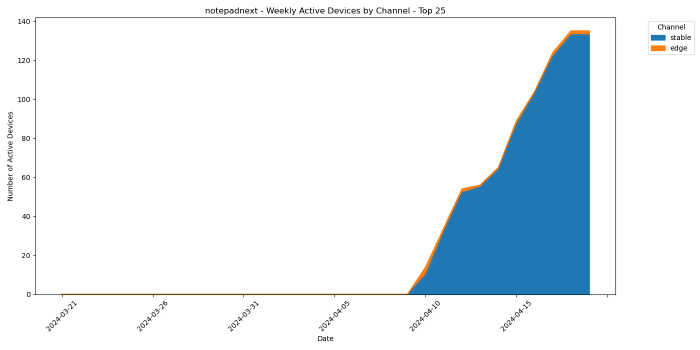 notepadnext - Weekly Active Devices by Channel - Top 25
Channel
stable
edge
Number of Active Devices
140
120
100
80
60
40
20
0
2024-03-21
2024-03-26
2024-03-31
2024-04-05
2024-04-10
2024-04-15
Date